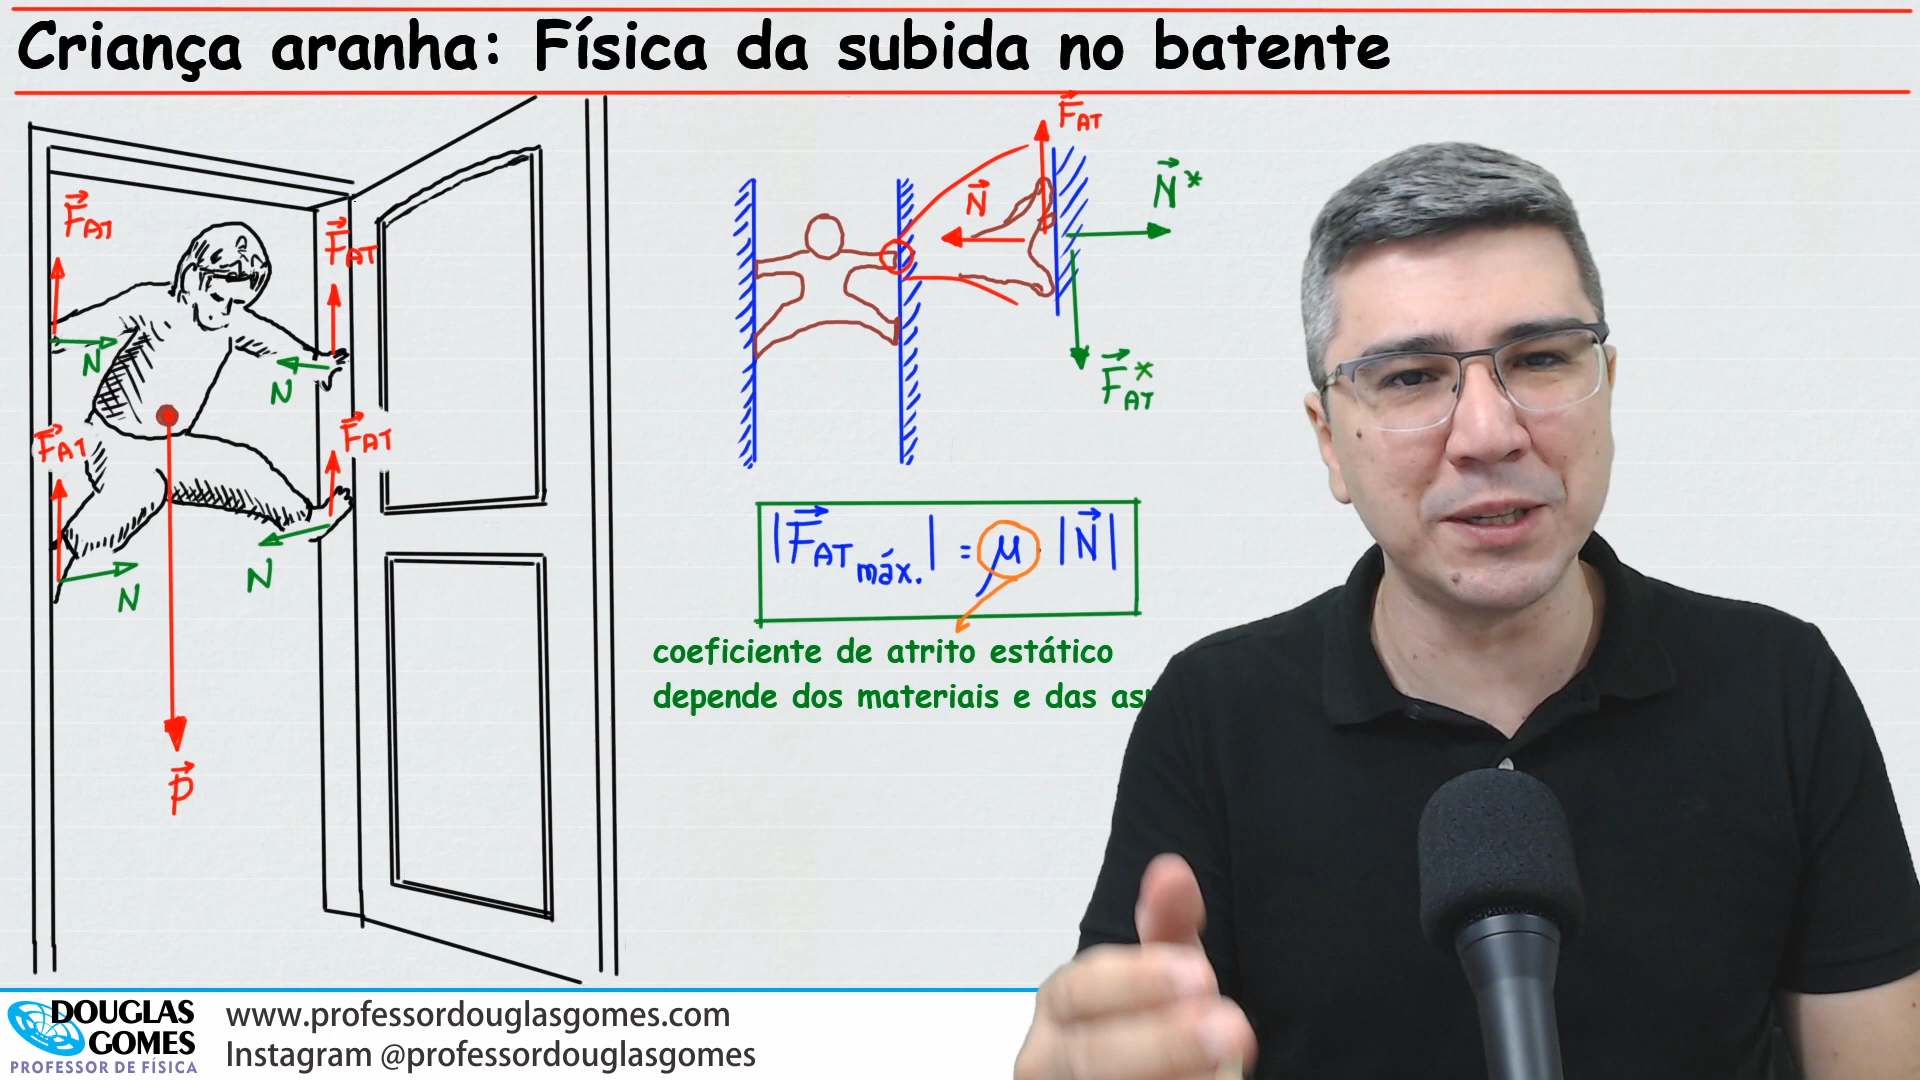 Criança aranha: Física da subida no batente
F AT
F AT
N
N
F AT
F AT
N
N
P
F AT
N
N*
F* AT
|F AT máx.| = μ · |N|
coeficiente de atrito estático
depende dos materiais e das
DOUGLAS
GOMES
PROFESSOR DE FÍSICA
www.professordouglasgomes.com
Instagram @professordouglasgomes